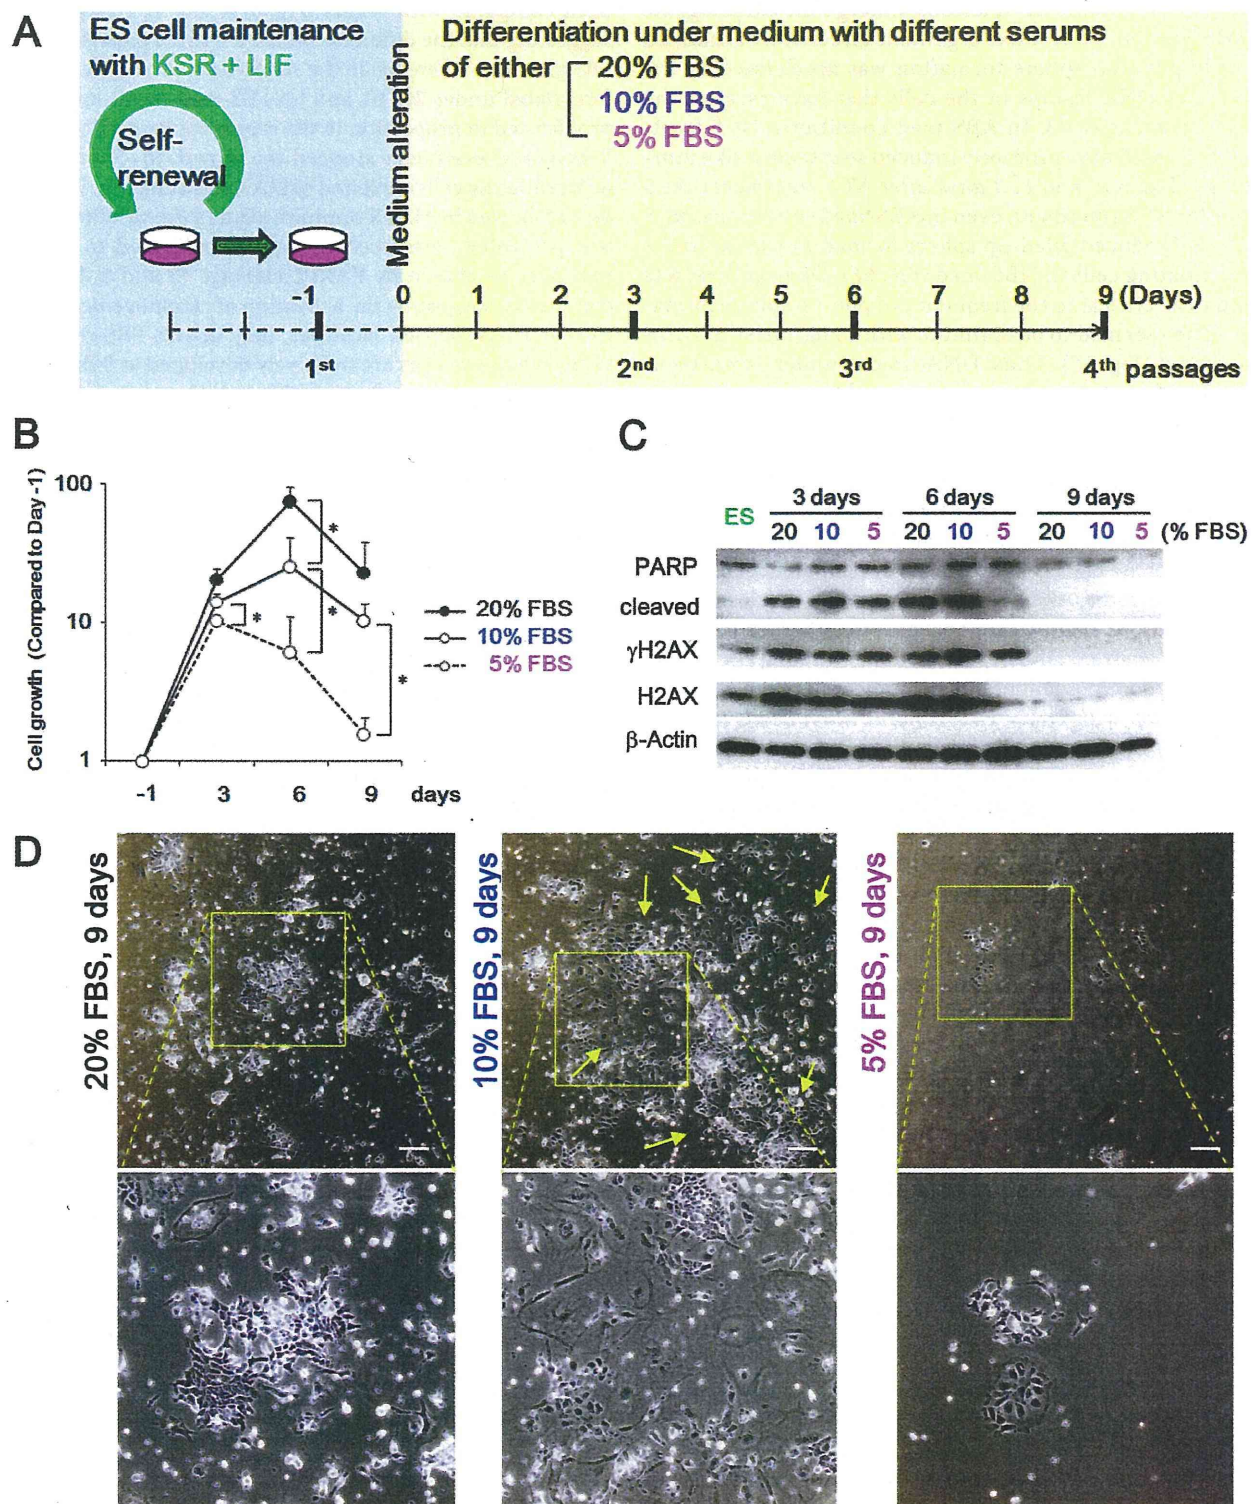 A
ES cell maintenance
with KSR + LIF
Self-
renewal
Medium alteration
Differentiation under medium with different serums
of either
20% FBS
10% FBS
5% FBS
-1 0 1 2 3 4 5 6 7 8 9 (Days)
1st 2nd 3rd 4th passages
B
Cell growth (Compared to Day -1)
100
10
1
-1 3 6 9 days
*
*
*
*
20% FBS
10% FBS
5% FBS
C
3 days 6 days 9 days
ES 20 10 5 20 10 5 20 10 5 (% FBS)
PARP
cleaved
γH2AX
H2AX
β-Actin
D
20% FBS, 9 days
10% FBS, 9 days
5% FBS, 9 days